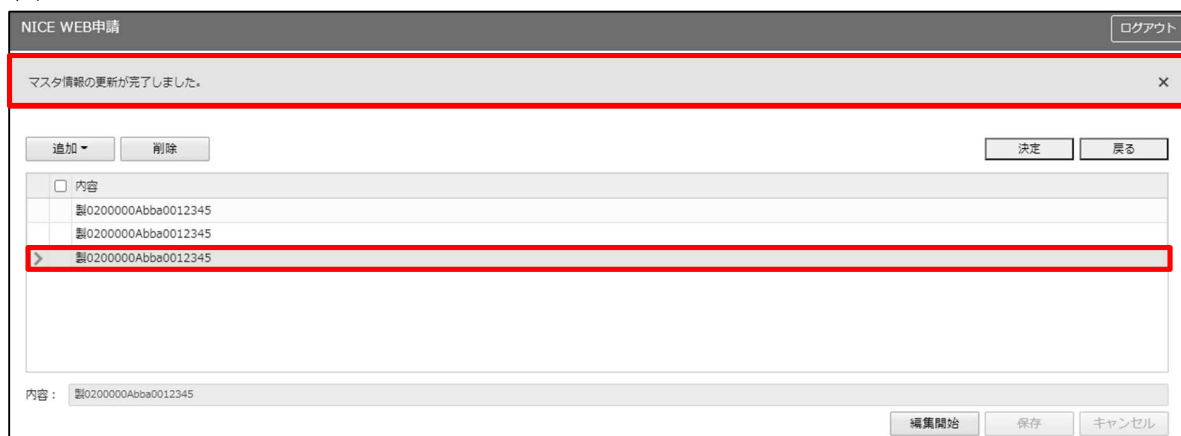 NICE WEB申請 ログアウト
マスタ情報の更新が完了しました。 ×
追加 削除 決定 戻る
内容
製0200000Abba0012345
製0200000Abba0012345
製0200000Abba0012345
内容： 製0200000Abba0012345
編集開始 保存 キャンセル